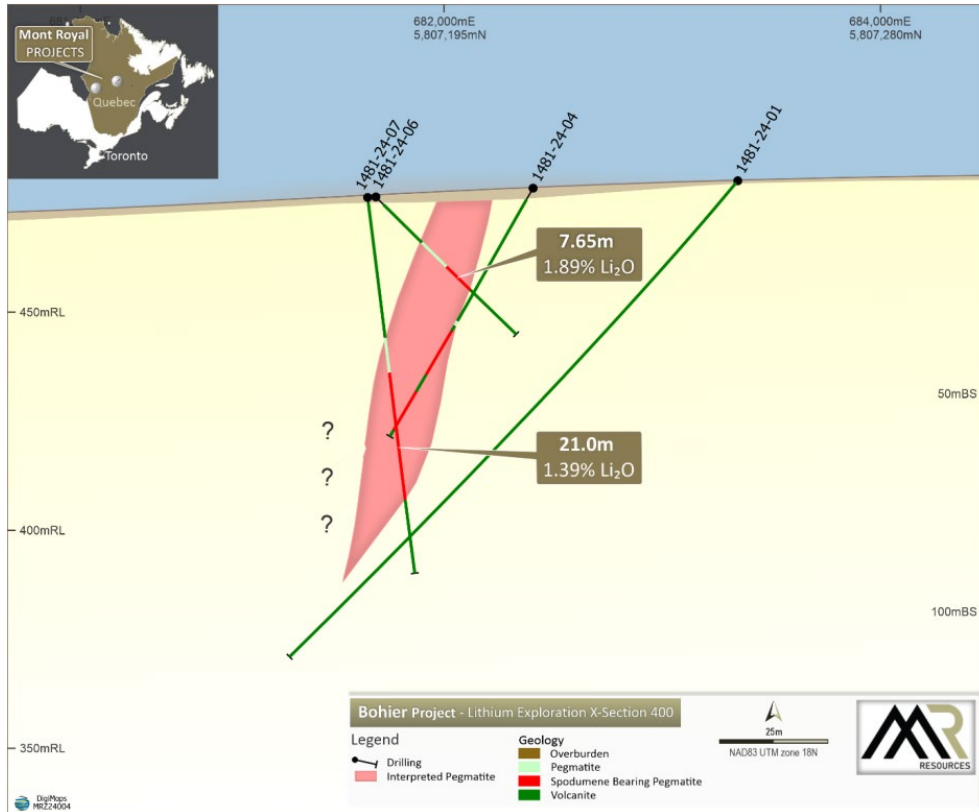 Mont Royal
PROJECTS
Quebec
Toronto
682,000mE
5,807,195mN
684,000mE
5,807,280mN
1481-24-07
1481-24-06
1481-24-04
1481-24-01
7.65m
1.89% Li₂O
450mRL
50mBS
21.0m
1.39% Li₂O
?
?
?
400mRL
100mBS
350mRL
Bohier Project - Lithium Exploration X-Section 400
Legend
Drilling
Interpreted Pegmatite
Geology
Overburden
Pegmatite
Spodumene Bearing Pegmatite
Volcanite
25m
NAD83 UTM zone 18N
MR
RESOURCES
DigiMaps
MRZ24004